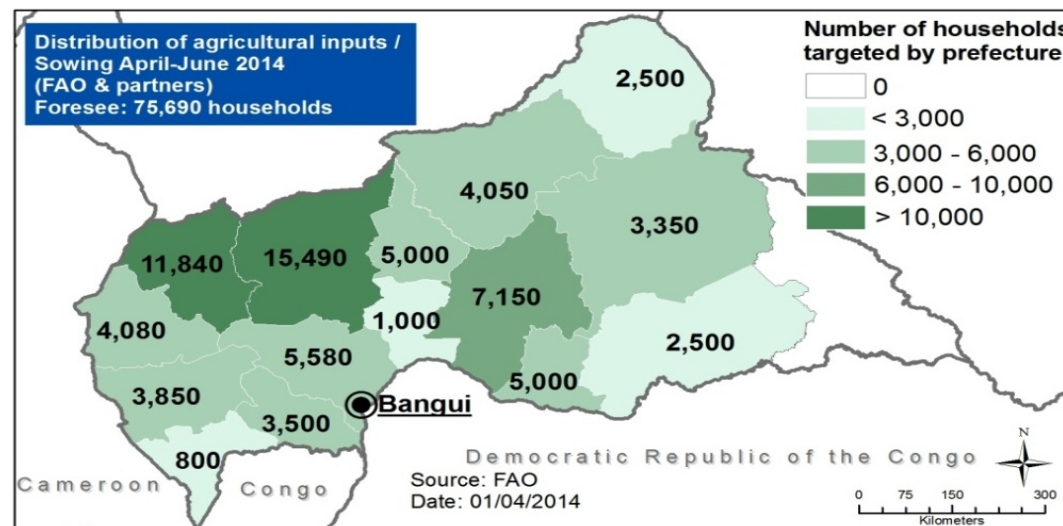 Distribution of agricultural inputs /
Sowing April-June 2014
(FAO & partners)
Foresee: 75,690 households
Number of households
targeted by prefecture
0
< 3,000
3,000 - 6,000
6,000 - 10,000
> 10,000
2,500
4,050
3,350
11,840
15,490
5,000
7,150
1,000
4,080
5,580
2,500
5,000
3,850
3,500
Bangui
800
Democratic Republic of the Congo
Cameroon
Congo
Source: FAO
Date: 01/04/2014
N
0 75 150 300
Kilometers